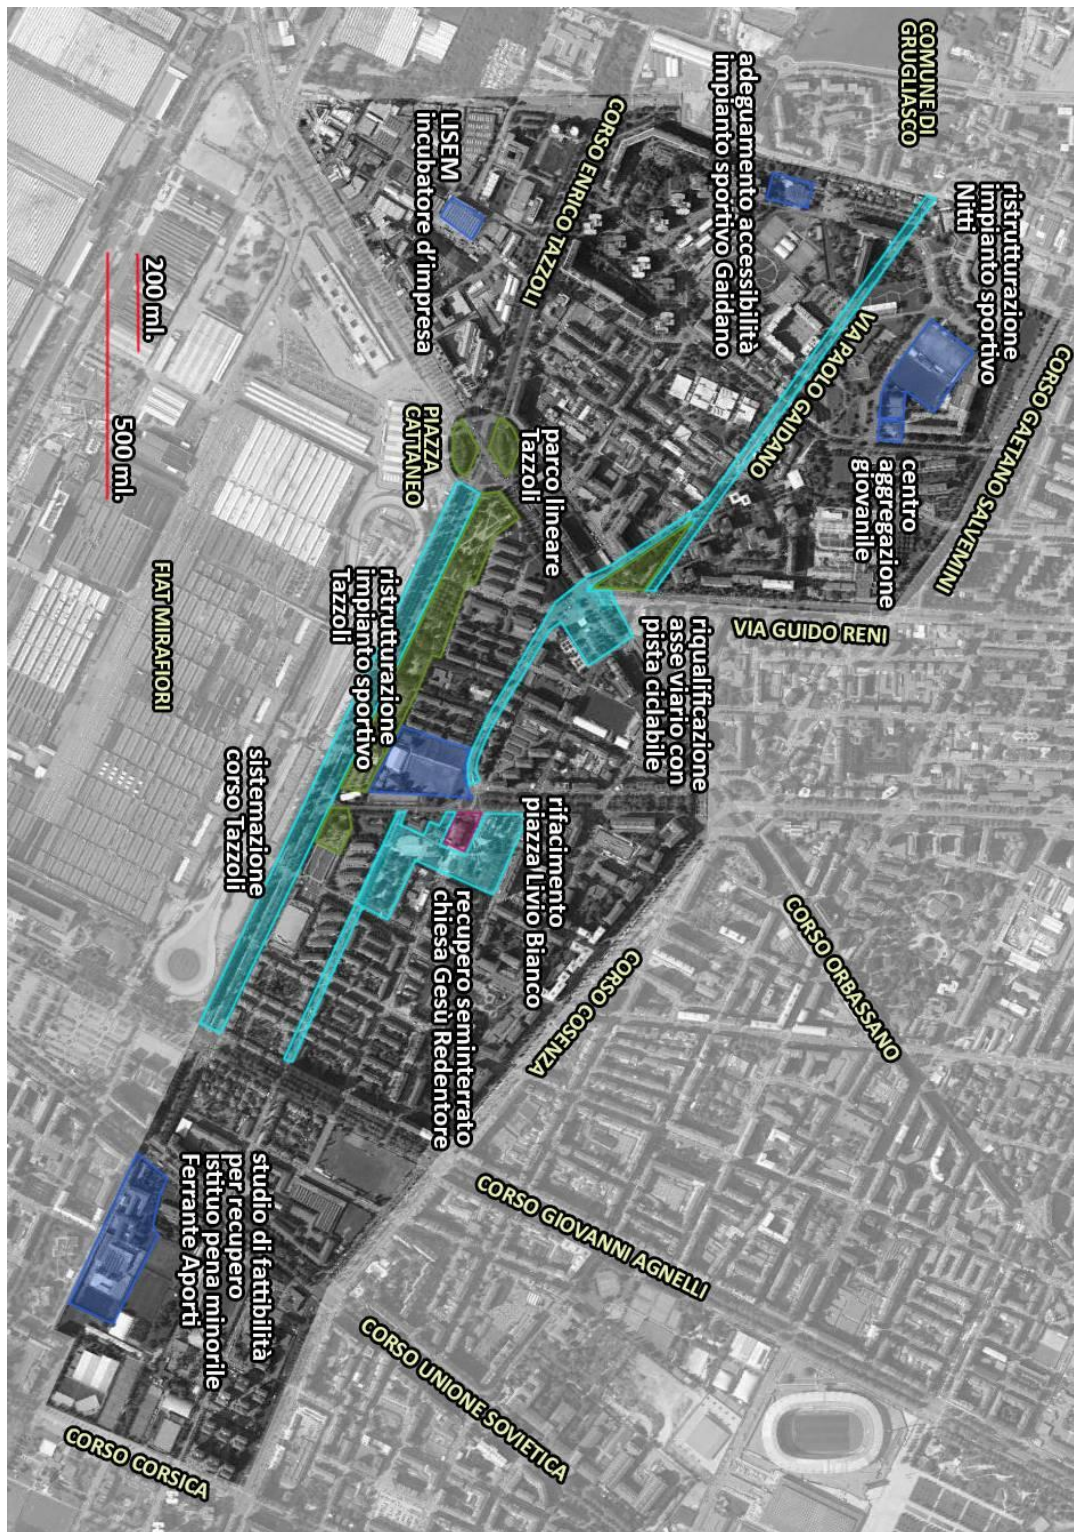 CORSO GAETANO SALVEMINI
ristrutturazione
impianto sportivo
Nitti
COMUNE DI
GRUGLIASCO
centro
aggregazione
giovanile
VIA GUIDO RENI
CORSO ORBASSANO
VIA PAOLO GAIDANO
adeguamento accessibilità
impianto sportivo Gaidano
riqualificazione
asse viario con
pista ciclabile
CORSO COSENZA
CORSO GIOVANNI AGNELLI
CORSO ENRICO TAZZOLI
parco lineare
Tazzoli
rifacimento
piazza Livio Bianco
recupero seminterrato
chiesa Gesù Redentore
CORSO UNIONE SOVIETICA
LISEM
incubatore d'impresa
PIAZZA
CATTANEO
ristrutturazione
impianto sportivo
Tazzoli
sistemazione
corso Tazzoli
studio di fattibilità
per recupero
istituo pena minorile
Ferrante Aporti
CORSO CORSICA
FIAT MIRAFIORI
200 ml.
500 ml.